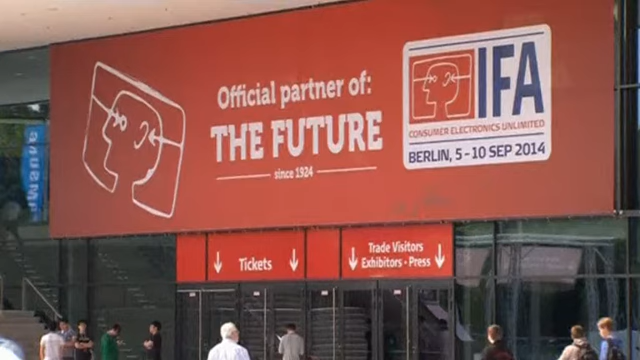 Official partner of:
THE FUTURE
since 1924
IFA
CONSUMER ELECTRONICS UNLIMITED
BERLIN, 5 - 10 SEP 2014
Tickets
Trade Visitors
Exhibitors - Press